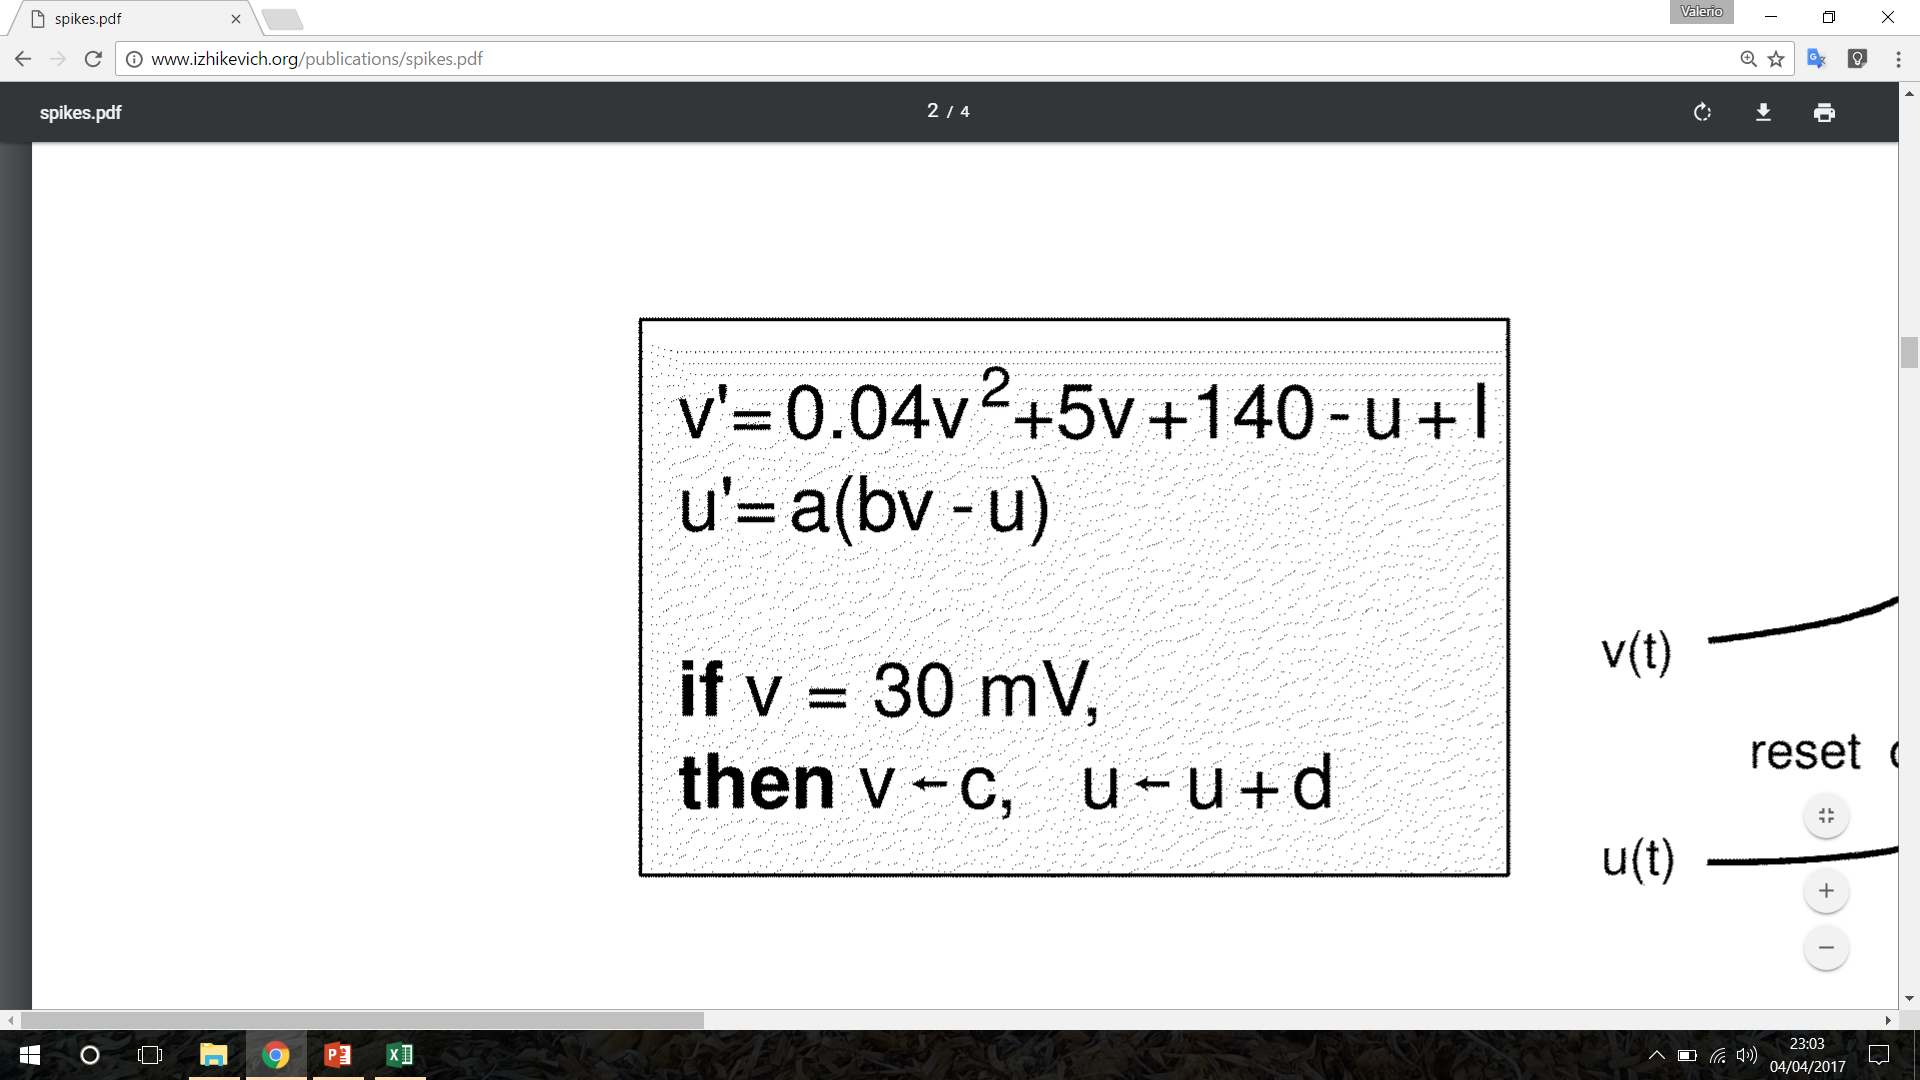 spikes.pdf
Valerio
www.izhikevich.org/publications/spikes.pdf
spikes.pdf
2 / 4
v'= 0.04v²+5v+140 - u + I
u'= a(bv - u)
if v = 30 mV,
then v ← c, u ← u + d
v(t)
reset
u(t)
23:03
04/04/2017